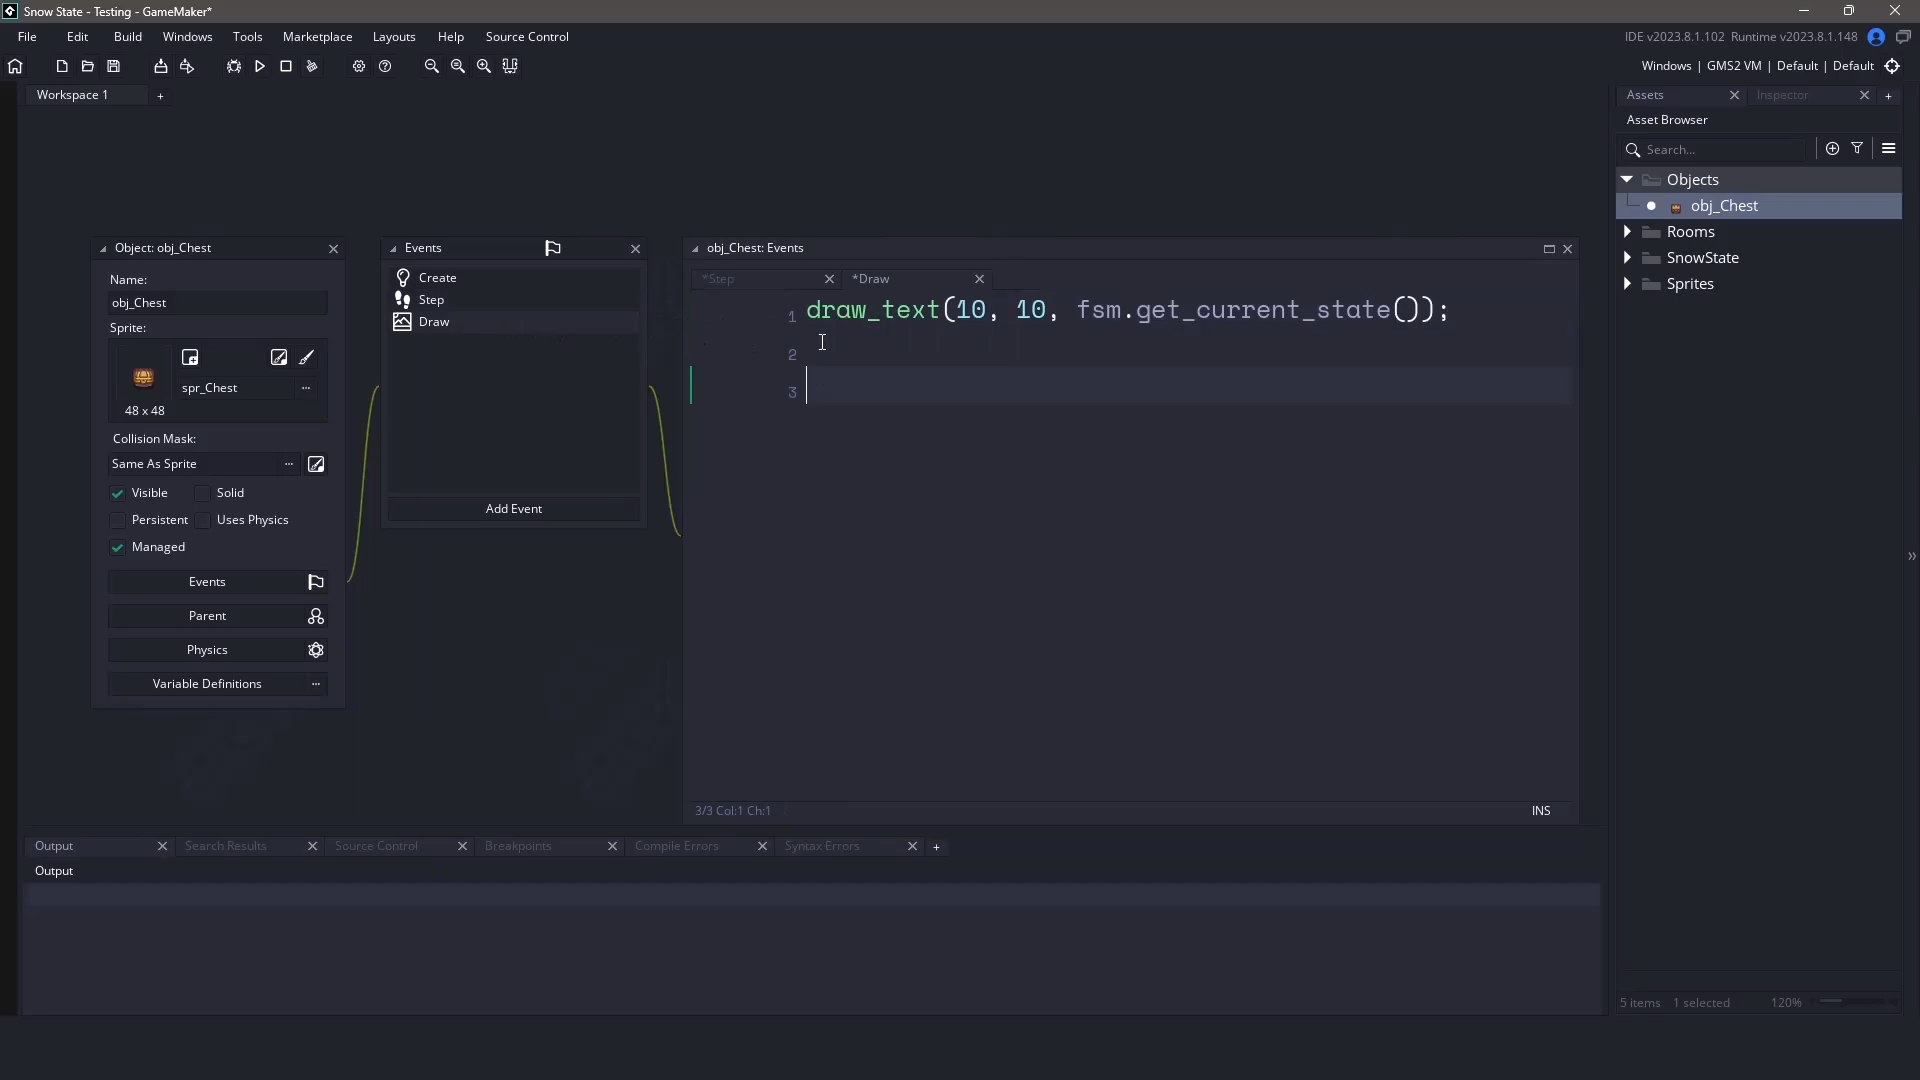 Snow State - Testing - GameMaker*
File Edit Build Windows Tools Marketplace Layouts Help Source Control
IDE v2023.8.1.102 Runtime v2023.8.1.148
Windows | GMS2 VM | Default | Default
Workspace 1 +
Assets Inspector +
Asset Browser
Search...
Objects
obj_Chest
Rooms
SnowState
Sprites
Object: obj_Chest
Name:
obj_Chest
Sprite:
spr_Chest ...
48 x 48
Collision Mask:
Same As Sprite ...
Visible Solid
Persistent Uses Physics
Managed
Events
Parent
Physics
Variable Definitions ...
Events
Create
Step
Draw
Add Event
obj_Chest: Events
*Step *Draw
1 draw_text(10, 10, fsm.get_current_state());
2
3
3/3 Col:1 Ch:1 INS
Output Search Results Source Control Breakpoints Compile Errors Syntax Errors +
Output
5 items 1 selected 120%